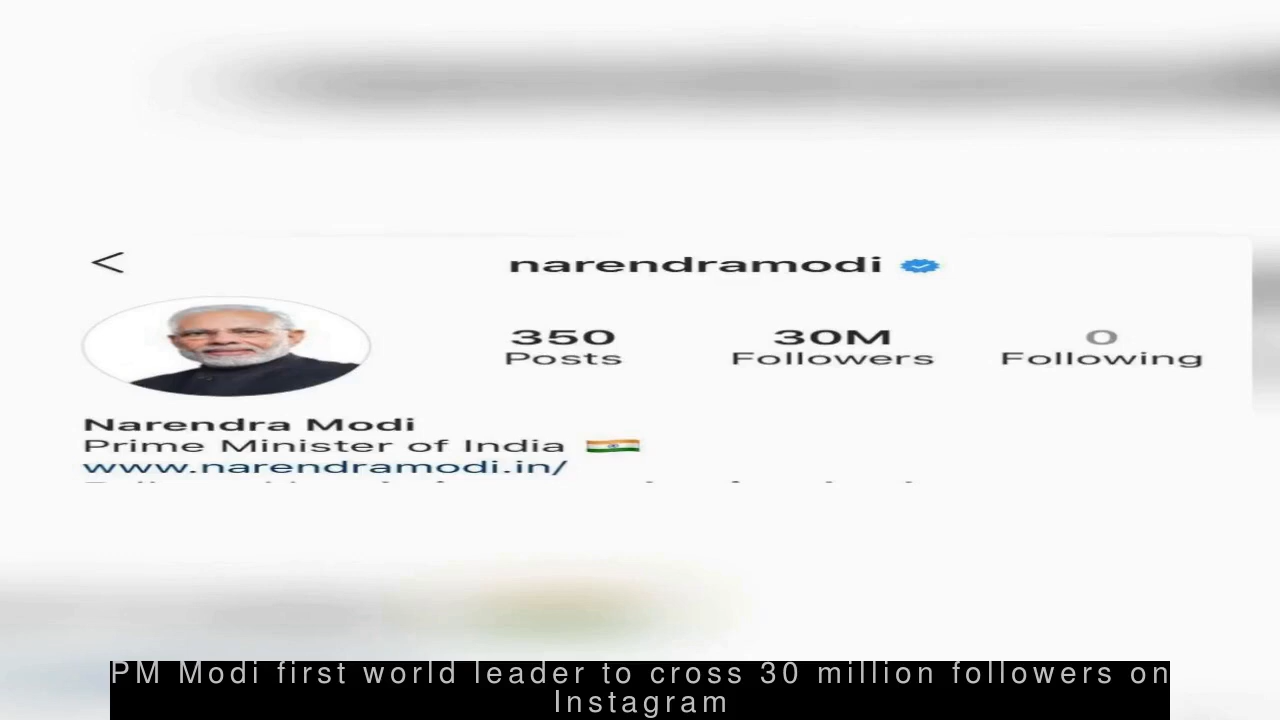 narendramodi
350 30M 0
Posts Followers Following
Narendra Modi
Prime Minister of India
www.narendramodi.in/
PM Modi first world leader to cross 30 million followers on
Instagram